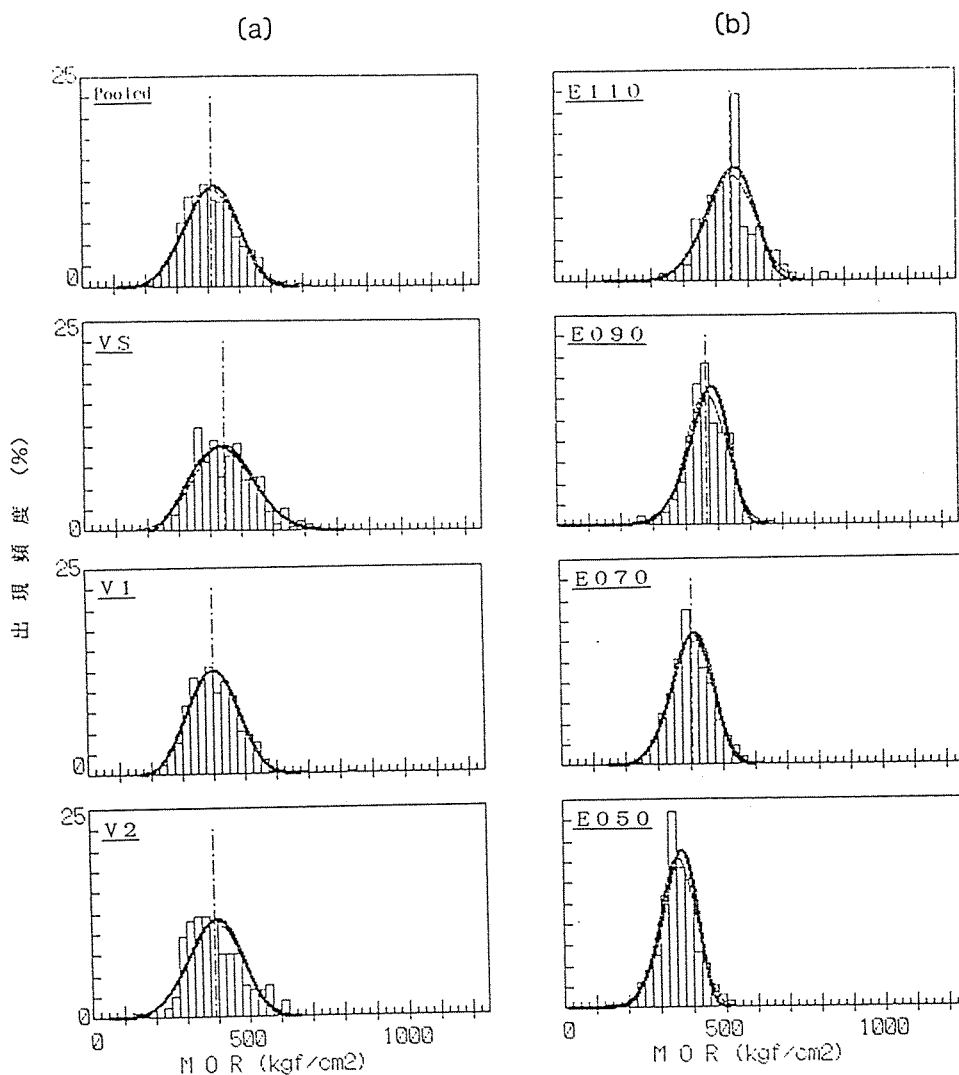 (a)
(b)
25
Pooled
0
E110
25
VS
0
E090
25
V1
0
E070
25
V2
0
E050
出現頻度 (%)
0 500 1000
MOR (kgf/cm2)
0 500 1000
MOR (kgf/cm2)